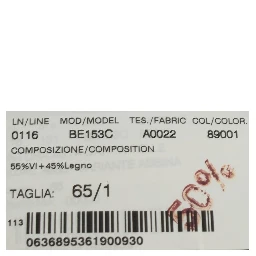 LN/LINE MOD/MODEL TES./FABRIC COL/COLOR.
0116 BE153C A0022 89001
COMPOSIZIONE/COMPOSITION
55%VI+45%Lagno
TAGLIA: 65/1
50%
113
0636895361900930